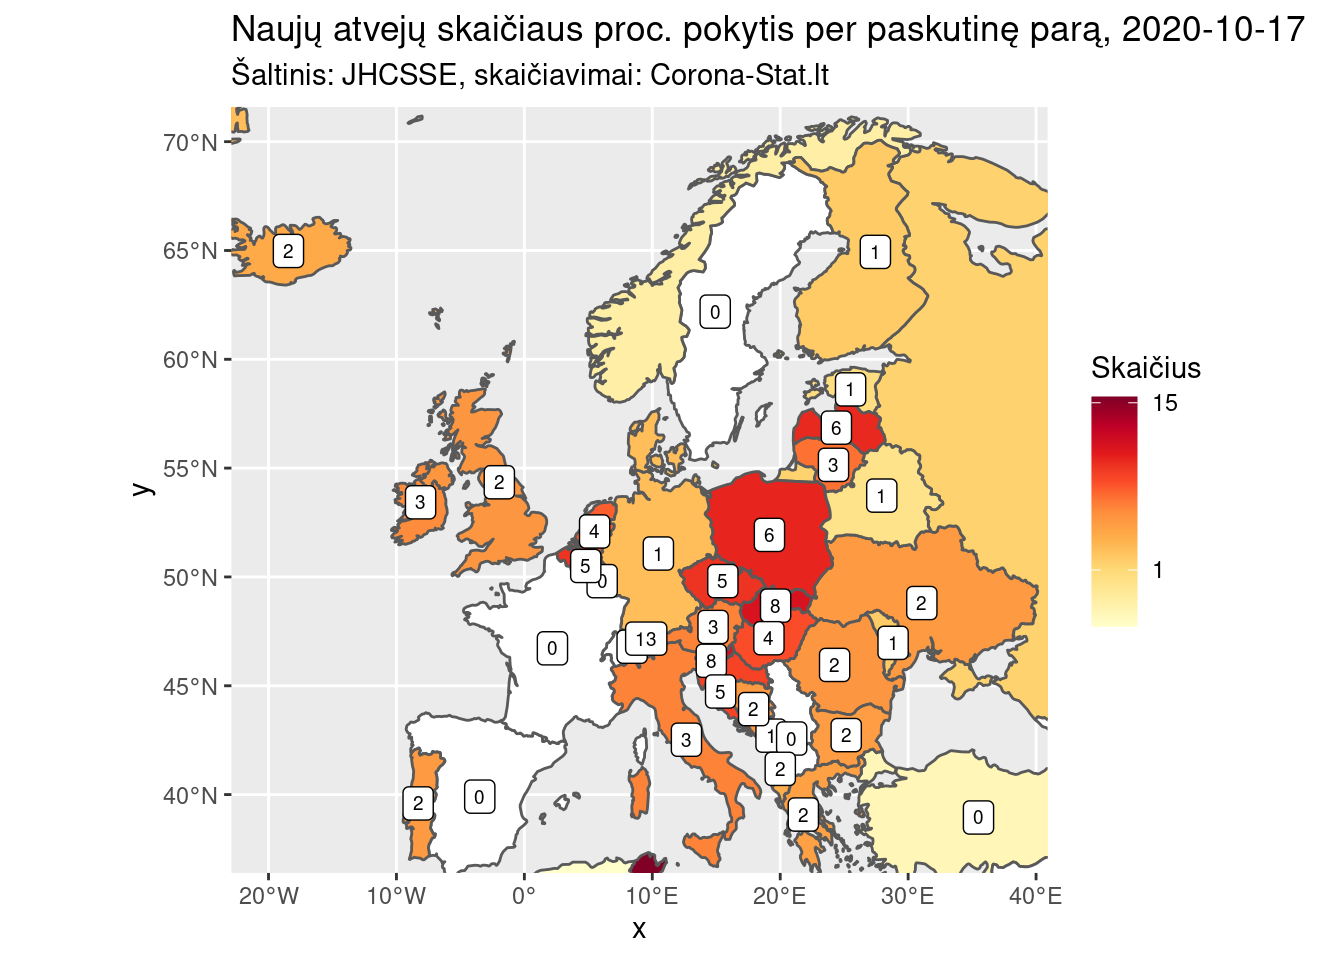 Naujų atvejų skaičiaus proc. pokytis per paskutinę parą, 2020-10-17
Šaltinis: JHCSSE, skaičiavimai: Corona-Stat.lt
70°N
65°N
60°N
55°N
50°N
45°N
40°N
y
2
1
0
1
6
3
3
2
1
4
6
1
5
0
5
8
2
3
4
13
1
0
8
2
5
2
3
1
0
2
2
2
0
2
0
20°W
10°W
0°
10°E
20°E
30°E
40°E
x
Skaičius
15
1